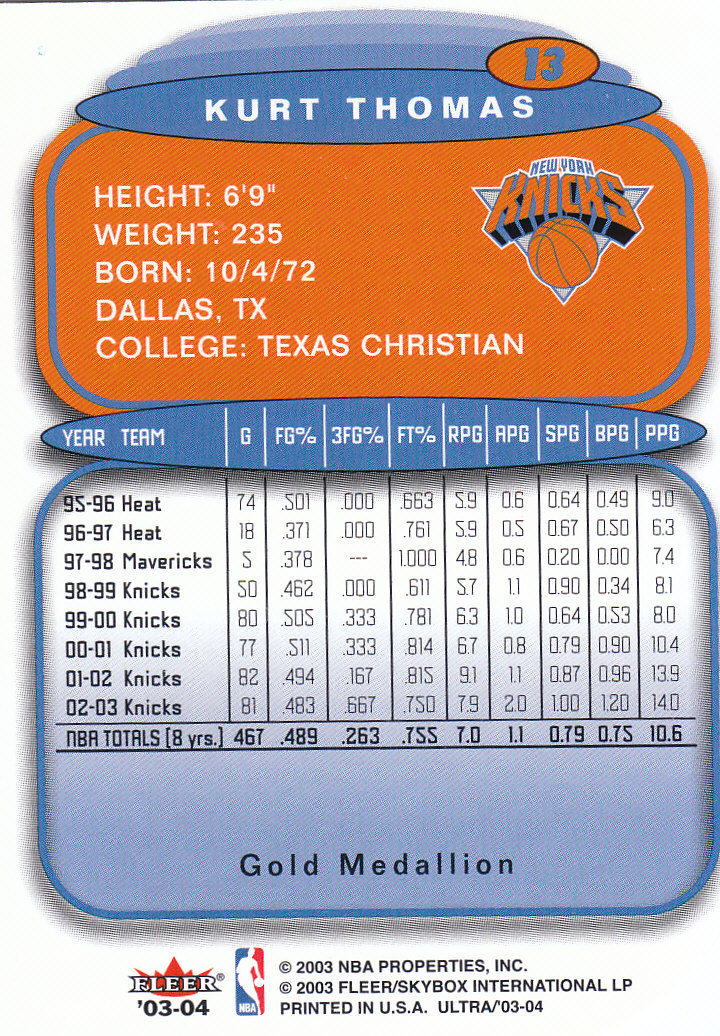 13
KURT THOMAS
NEW YORK
KNICKS
HEIGHT: 6'9"
WEIGHT: 235
BORN: 10/4/72
DALLAS, TX
COLLEGE: TEXAS CHRISTIAN
YEAR TEAM G FG% 3FG% FT% RPG APG SPG BPG PPG
95-96 Heat 74 .501 .000 .663 5.9 0.6 0.64 0.49 9.0
96-97 Heat 18 .371 .000 .761 5.9 0.5 0.67 0.50 6.3
97-98 Mavericks 5 .378 --- 1.000 4.8 0.6 0.20 0.00 7.4
98-99 Knicks 50 .462 .000 .611 5.7 1.1 0.90 0.34 8.1
99-00 Knicks 80 .505 .333 .781 6.3 1.0 0.64 0.53 8.0
00-01 Knicks 77 .511 .333 .814 6.7 0.8 0.79 0.90 10.4
01-02 Knicks 82 .494 .167 .815 9.1 1.1 0.87 0.96 13.9
02-03 Knicks 81 .483 .667 .750 7.9 2.0 1.00 1.20 14.0
NBA TOTALS (8 yrs.) 467 .489 .263 .755 7.0 1.1 0.79 0.75 10.6
Gold Medallion
FLEER®
'03-04
NBA
© 2003 NBA PROPERTIES, INC.
© 2003 FLEER/SKYBOX INTERNATIONAL LP
PRINTED IN U.S.A. ULTRA/'03-04